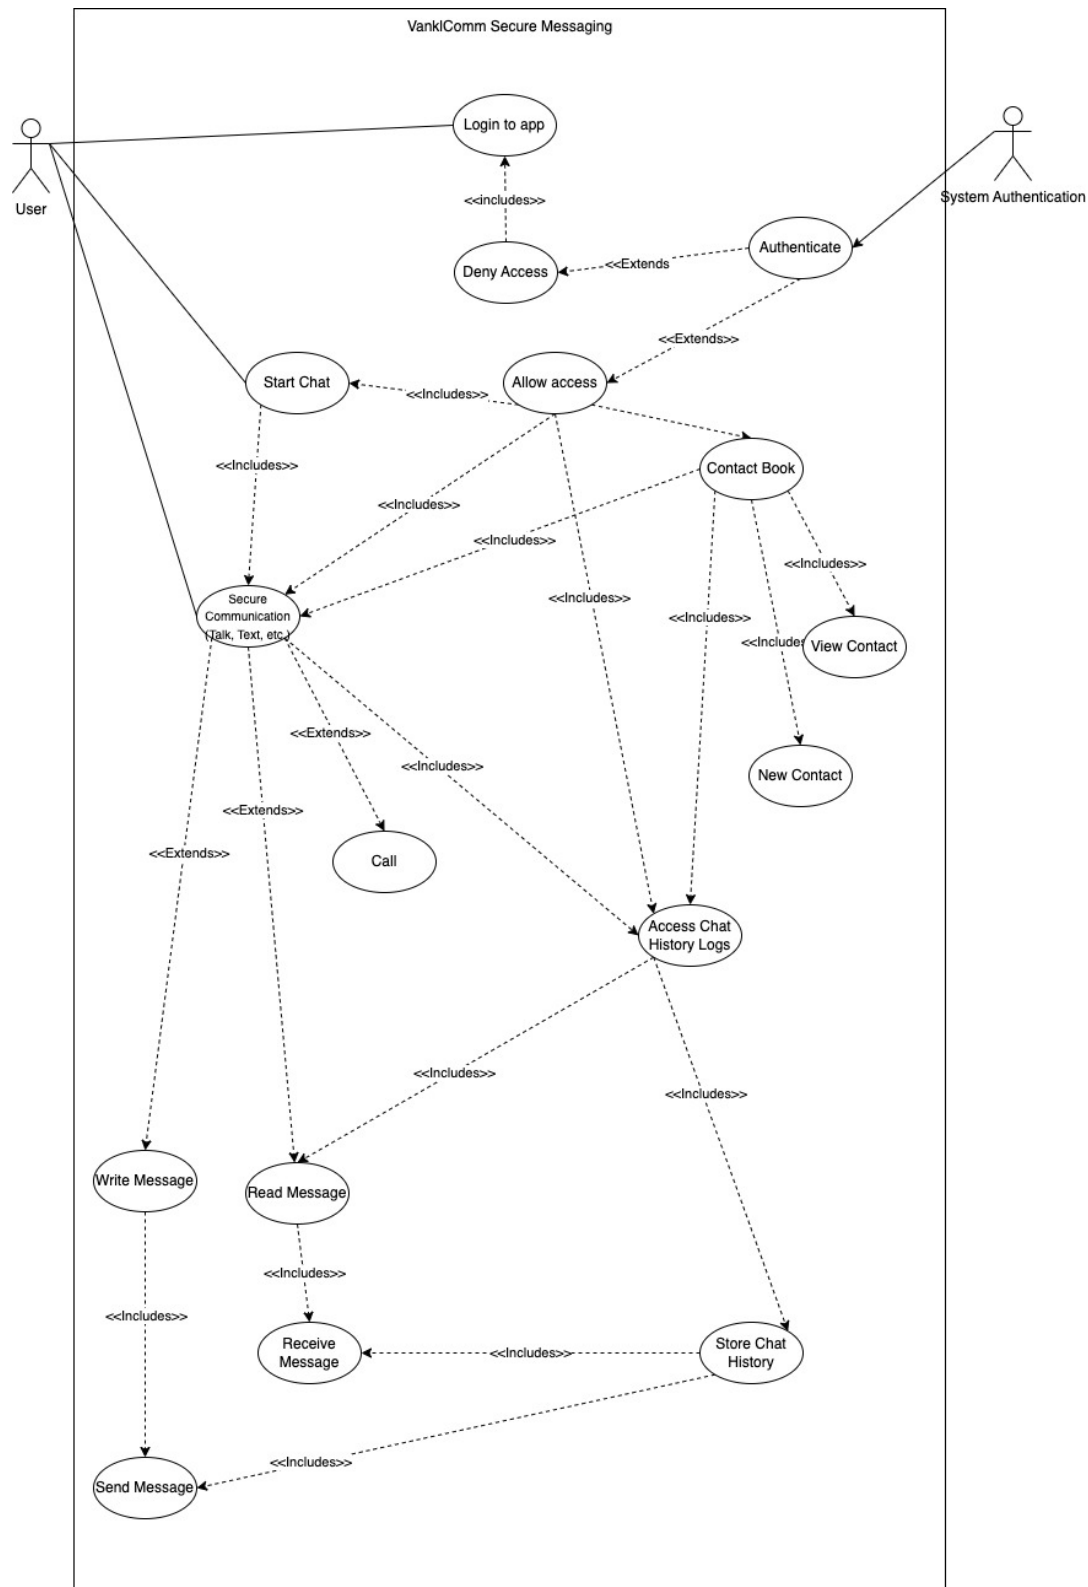 VanklComm Secure Messaging
Login to app
User
System Authentication
<<includes>>
Authenticate
Deny Access
<<Extends
<<Extends>>
Start Chat
Allow access
<<Includes>>
Contact Book
<<Includes>>
<<Includes>>
<<Includes>>
<<Includes>>
<<Includes>>
Secure
Communication
(Talk, Text, etc.)
<<Includes>>
<<Includes
View Contact
<<Extends>>
<<Includes>>
New Contact
<<Extends>>
<<Extends>>
Call
Access Chat
History Logs
<<Includes>>
<<Includes>>
Write Message
Read Message
<<Includes>>
<<Includes>>
Receive
Message
<<Includes>>
Store Chat
History
<<Includes>>
Send Message